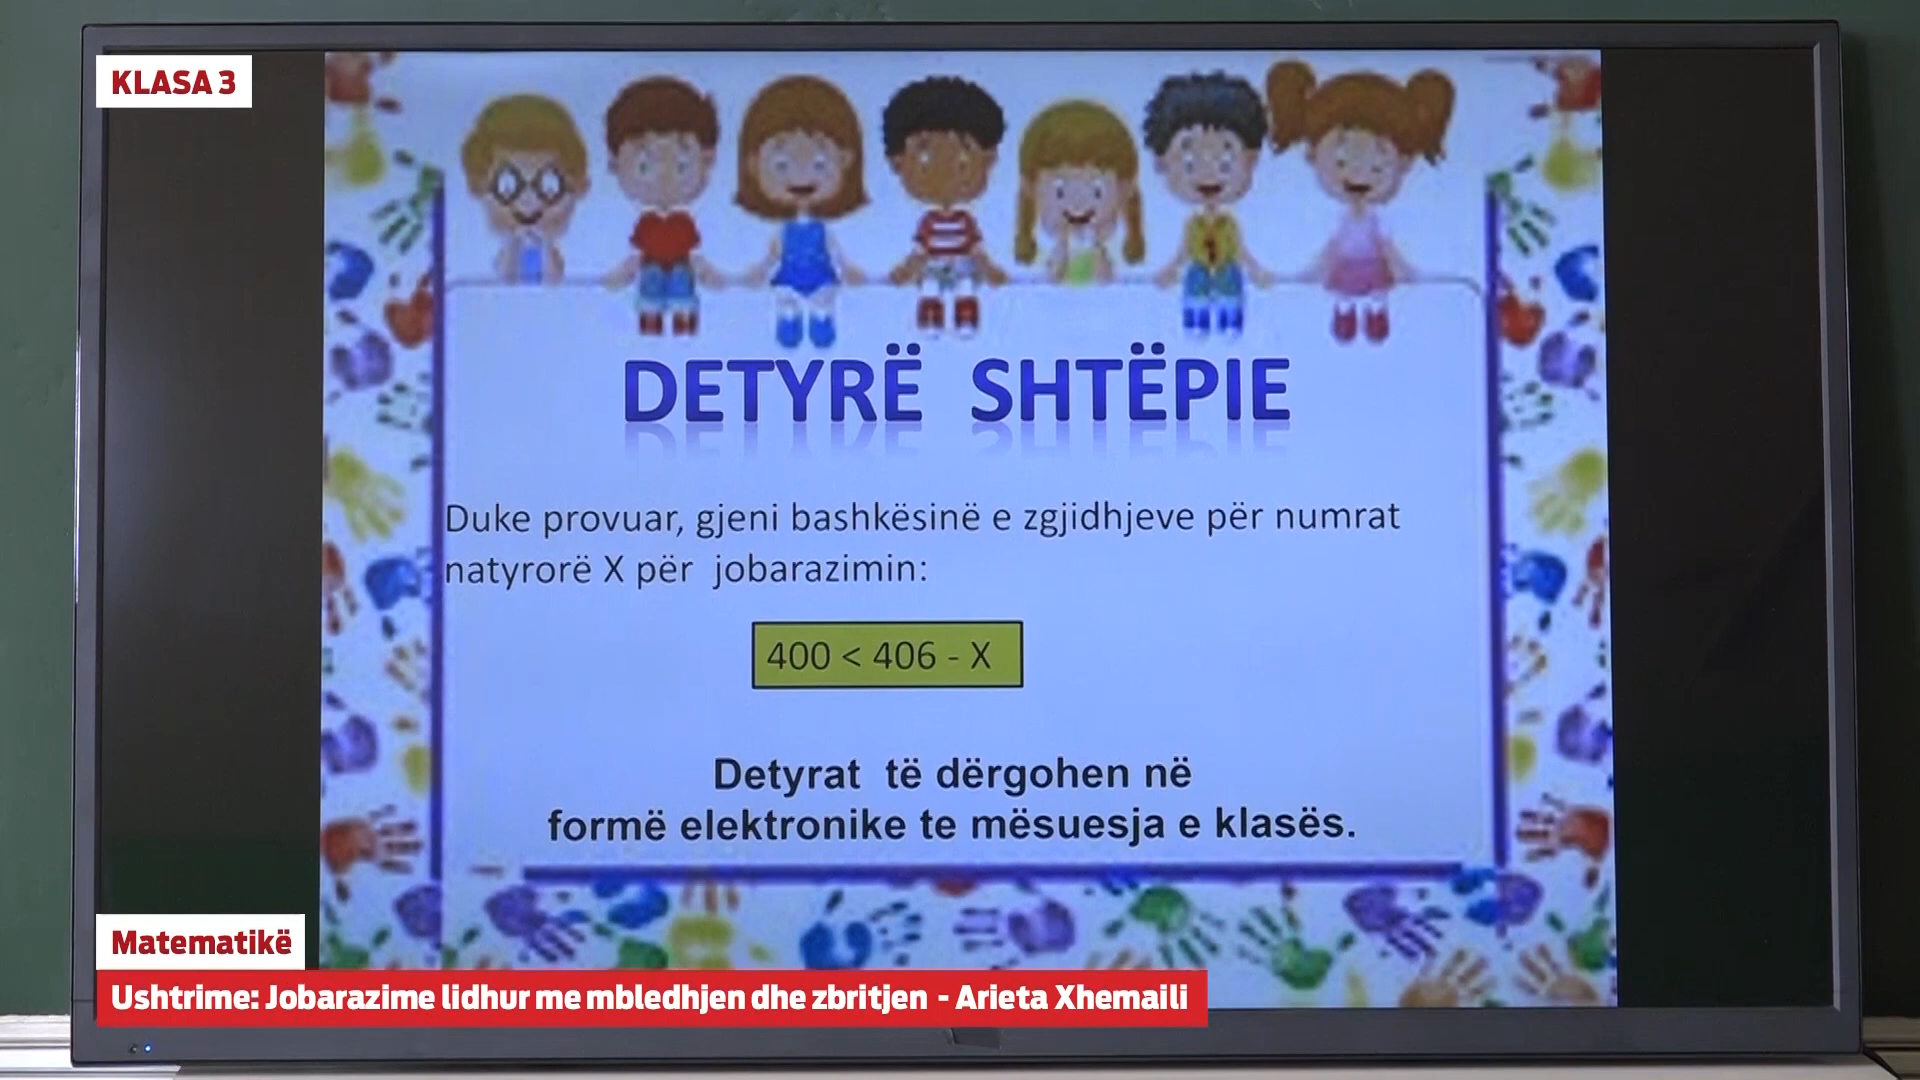 KLASA 3
DETYRË SHTËPIE
Duke provuar, gjeni bashkësinë e zgjidhjeve për numrat
natyrorë X për jobarazimin:
400 < 406 - X
Detyrat të dërgohen në
formë elektronike te mësuesja e klasës.
Matematikë
Ushtrime: Jobarazime lidhur me mbledhjen dhe zbritjen - Arieta Xhemaili